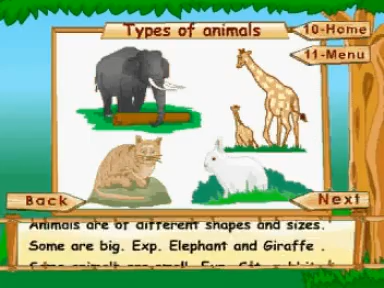 Types of animals
10-Home
11-Menu
Back
Next
Animals are of different shapes and sizes.
Some are big. Exp. Elephant and Giraffe .